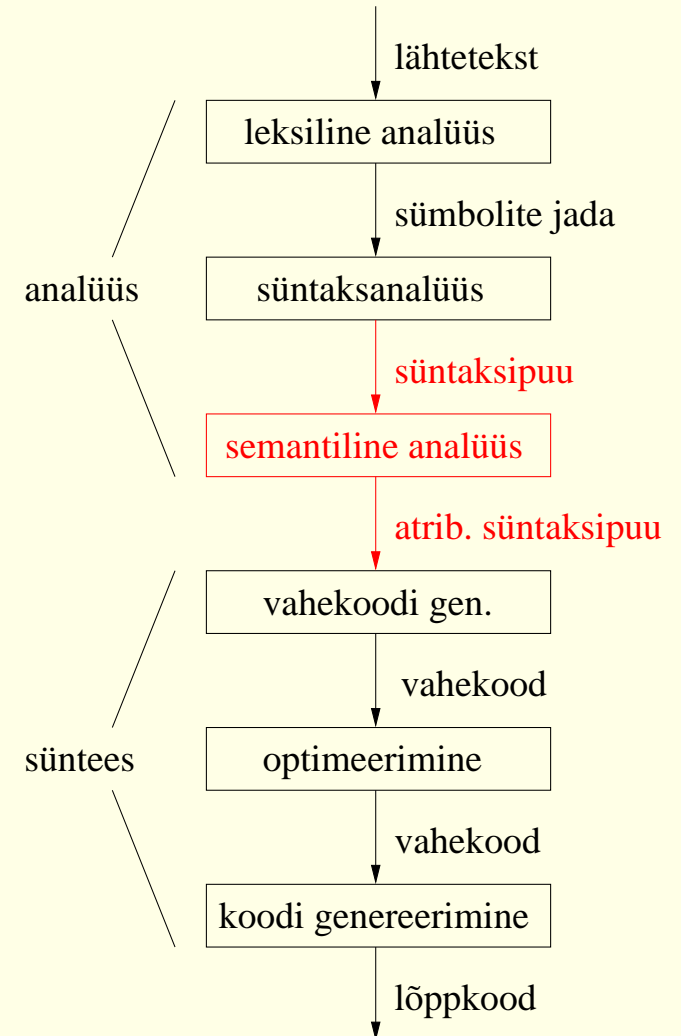 lähtetekst
leksiline analüüs
sümbolite jada
analüüs
süntaksanalüüs
süntaksipuu
semantiline analüüs
atrib. süntaksipuu
vahekoodi gen.
vahekood
süntees
optimeerimine
vahekood
koodi genereerimine
lõppkood